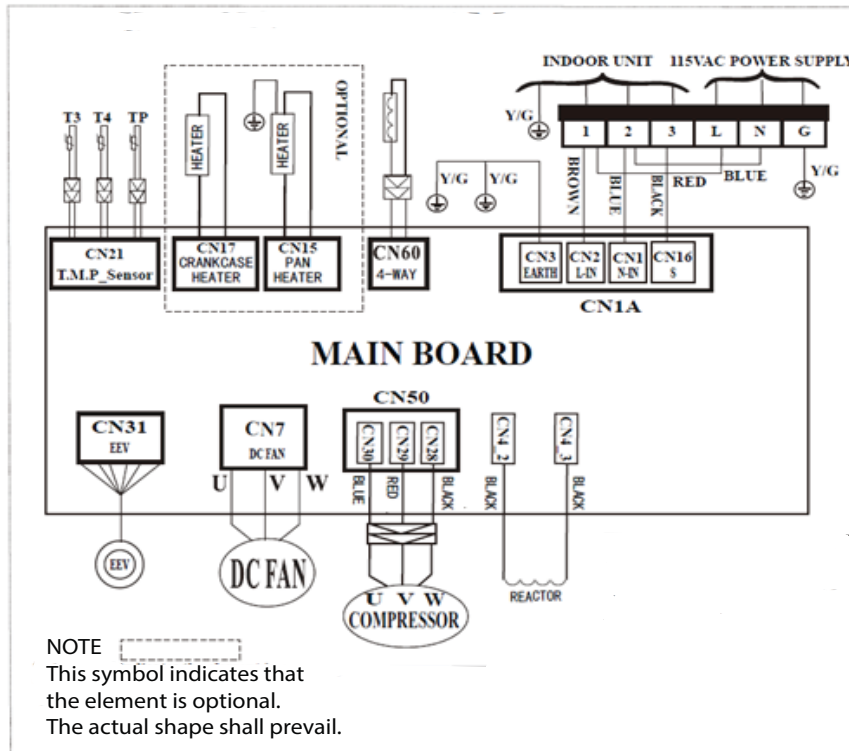 INDOOR UNIT 115VAC POWER SUPPLY
Y/G
1 2 3 L N G
BROWN
BLUE
BLACK
RED
BLUE
Y/G
T3 T4 TP
HEATER
HEATER
OPTIONAL
Y/G Y/G
CN21
T.M.P_Sensor
CN17
CRANKCASE
HEATER
CN15
PAN
HEATER
CN60
4-WAY
CN3
EARTH
CN2
L-IN
CN1
N-IN
CN16
S
CN1A
MAIN BOARD
CN31
EEV
CN7
DC FAN
CN50
CN30
CN29
CN28
CN4_2
CN4_3
U V W
BLUE
RED
BLACK
BLACK
BLACK
EEV
DC FAN
U V W
COMPRESSOR
REACTOR
NOTE
This symbol indicates that
the element is optional.
The actual shape shall prevail.